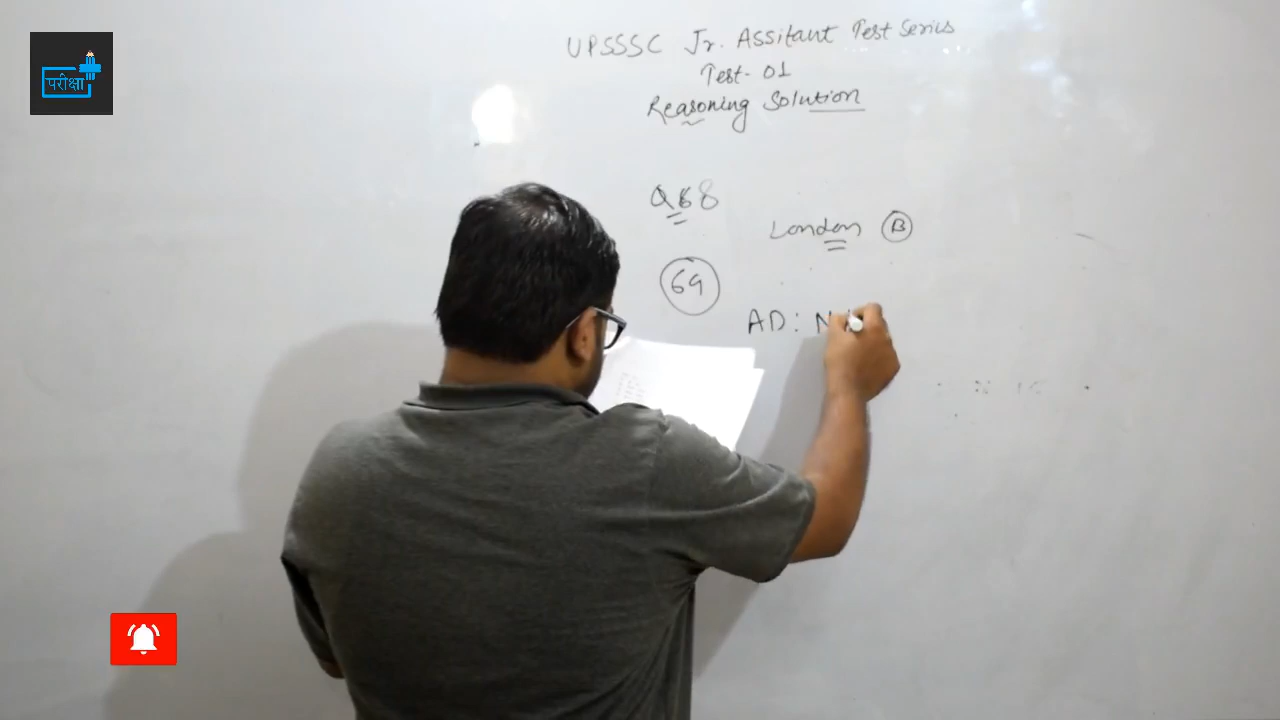 परीक्षा
UPSSSC Jr. Assitant Test Series
Test-01
Reasoning Solution
Q68
London B
69
AD: N